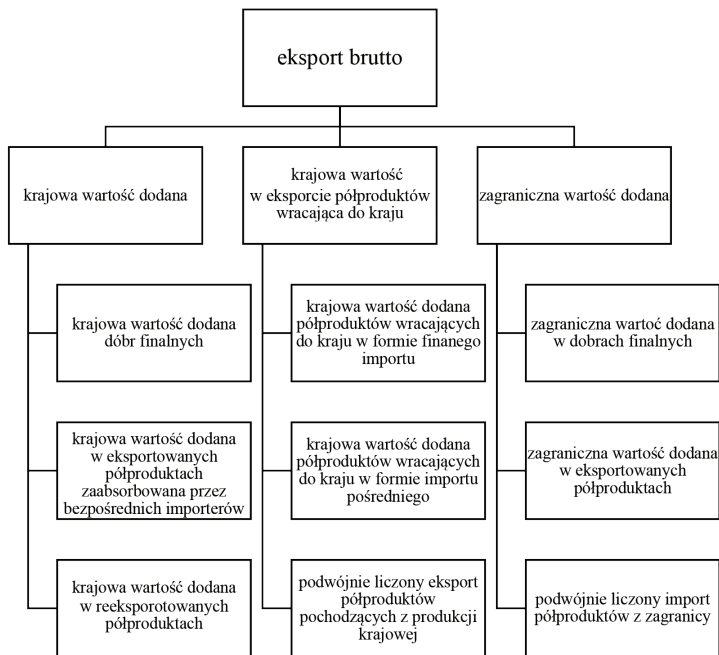 eksport brutto
krajowa wartość dodana
krajowa wartość
w eksporcie półproduktów
wracająca do kraju
zagraniczna wartość dodana
krajowa wartość dodana
dóbr finalnych
krajowa wartość dodana
półproduktów wracających
do kraju w formie finanego
importu
zagraniczna wartoć dodana
w dobrach finalnych
krajowa wartość dodana
w eksportowanych
półproduktach
zaabsorbowana przez
bezpośrednich importerów
krajowa wartość dodana
półproduktów wracających
do kraju w formie importu
pośredniego
zagraniczna wartość dodana
w eksportowanych
półproduktach
krajowa wartość dodana
w reeksporotowanych
półproduktach
podwójnie liczony eksport
półproduktów
pochodzących z produkcji
krajowej
podwójnie liczony import
półproduktów z zagranicy